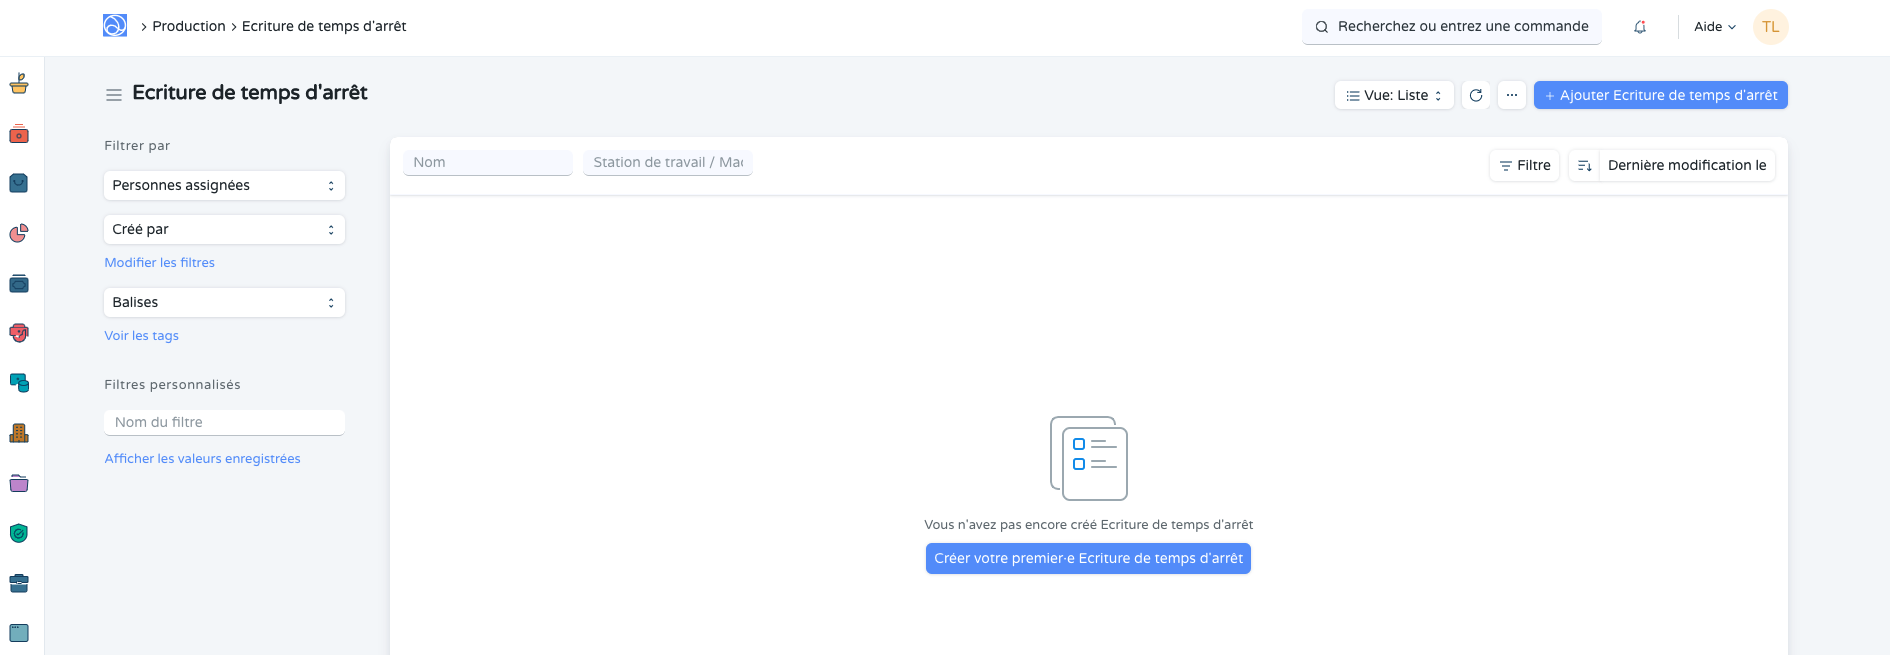 Production
Ecriture de temps d'arrêt
Recherchez ou entrez une commande
Aide
TL
Ecriture de temps d'arrêt
Vue: Liste
Ajouter Ecriture de temps d'arrêt
Filtrer par
Personnes assignées
Créé par
Modifier les filtres
Balises
Voir les tags
Filtres personnalisés
Nom du filtre
Afficher les valeurs enregistrées
Nom
Station de travail / Mac
Filtre
Dernière modification le
Vous n'avez pas encore créé Ecriture de temps d'arrêt
Créer votre premier·e Ecriture de temps d'arrêt